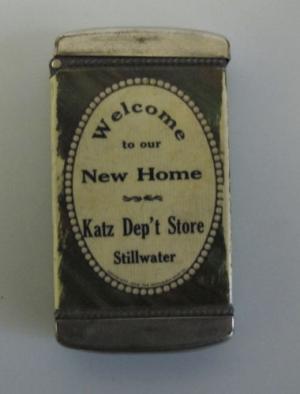 Welcome
to our
New Home
Katz Dep't Store
Stillwater